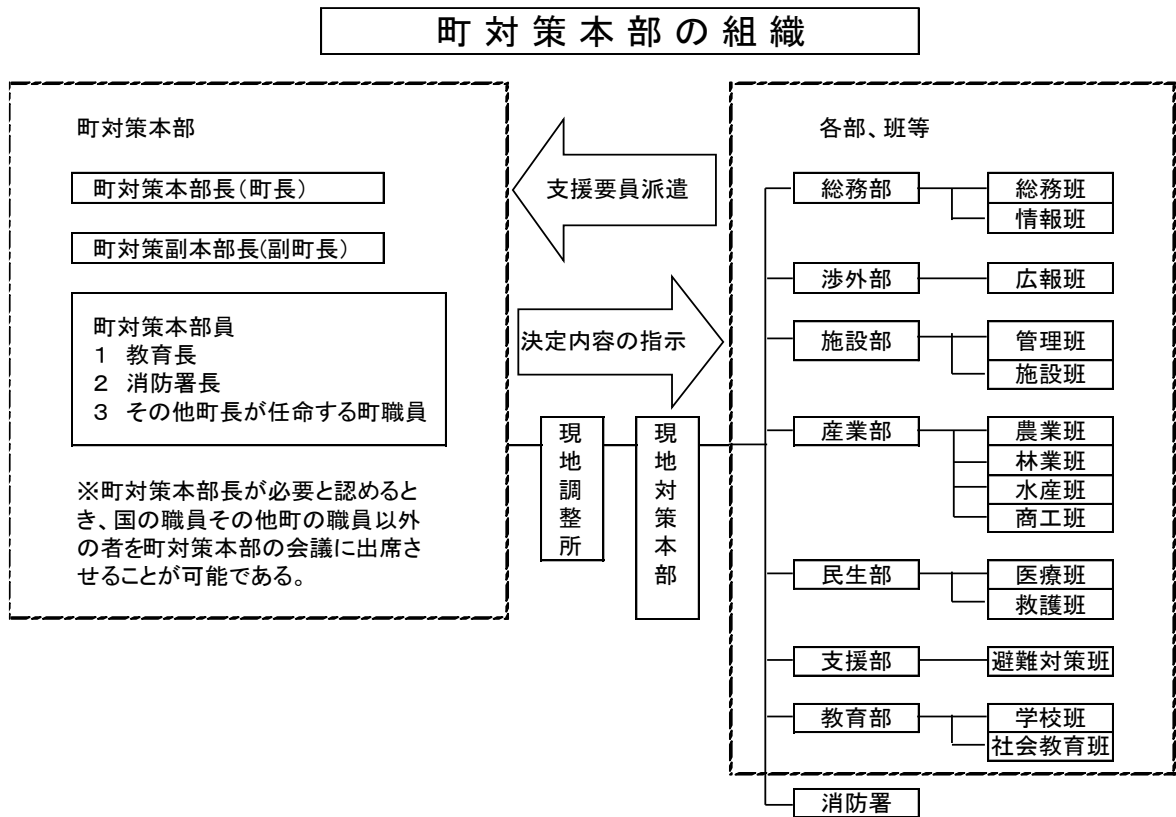 町対策本部の組織
町対策本部
町対策本部長(町長)
町対策副本部長(副町長)
町対策本部員
1 教育長
2 消防署長
3 その他町長が任命する町職員
※町対策本部長が必要と認めると
き、国の職員その他町の職員以外
の者を町対策本部の会議に出席さ
せることが可能である。
支援要員派遣
決定内容の指示
現地調整所
現地対策本部
各部、班等
総務部
総務班
情報班
渉外部
広報班
施設部
管理班
施設班
産業部
農業班
林業班
水産班
商工班
民生部
医療班
救護班
支援部
避難対策班
教育部
学校班
社会教育班
消防署